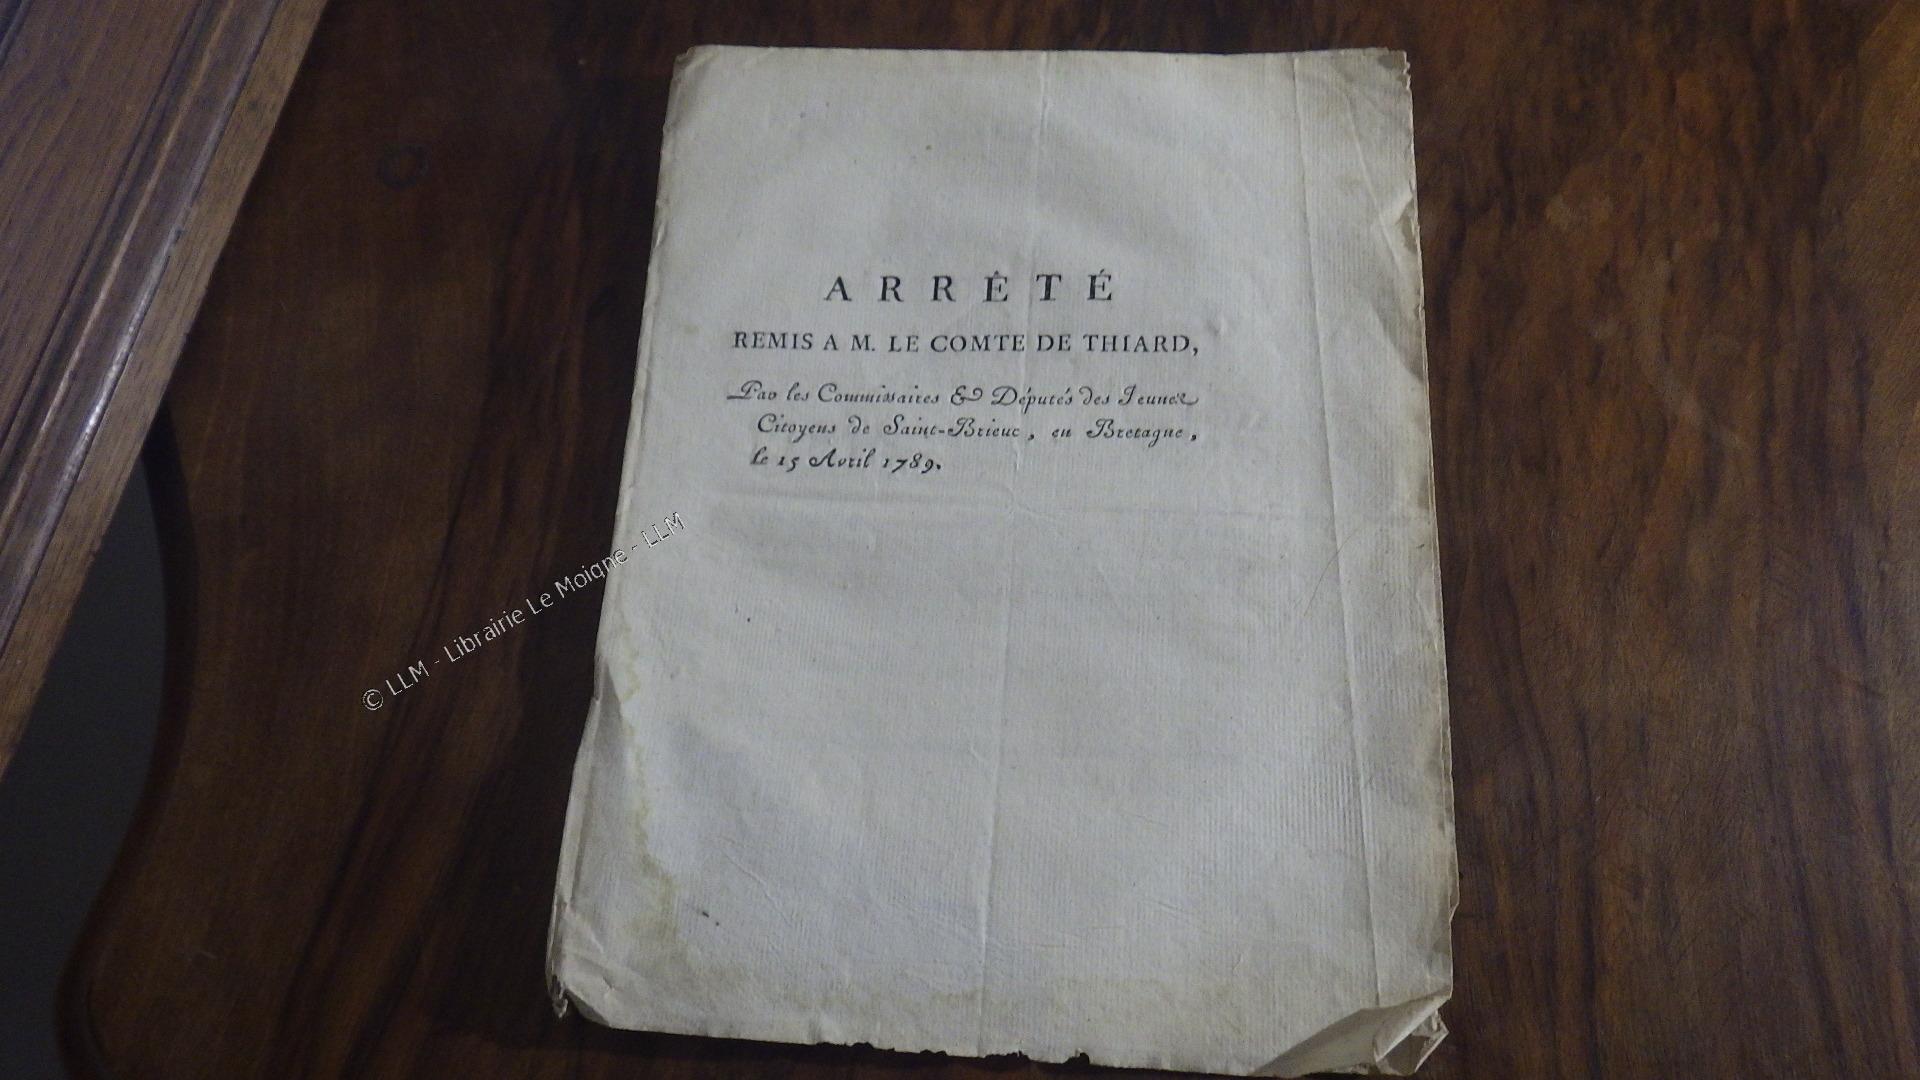 ARRÊTÉ
REMIS A M. LE COMTE DE THIARD,
Par les Commissaires & Députés des Jeunes
Citoyens de Saint-Brieuc, en Bretagne,
le 15 Avril 1789.
© LLM - Librairie Le Moigne - LLM